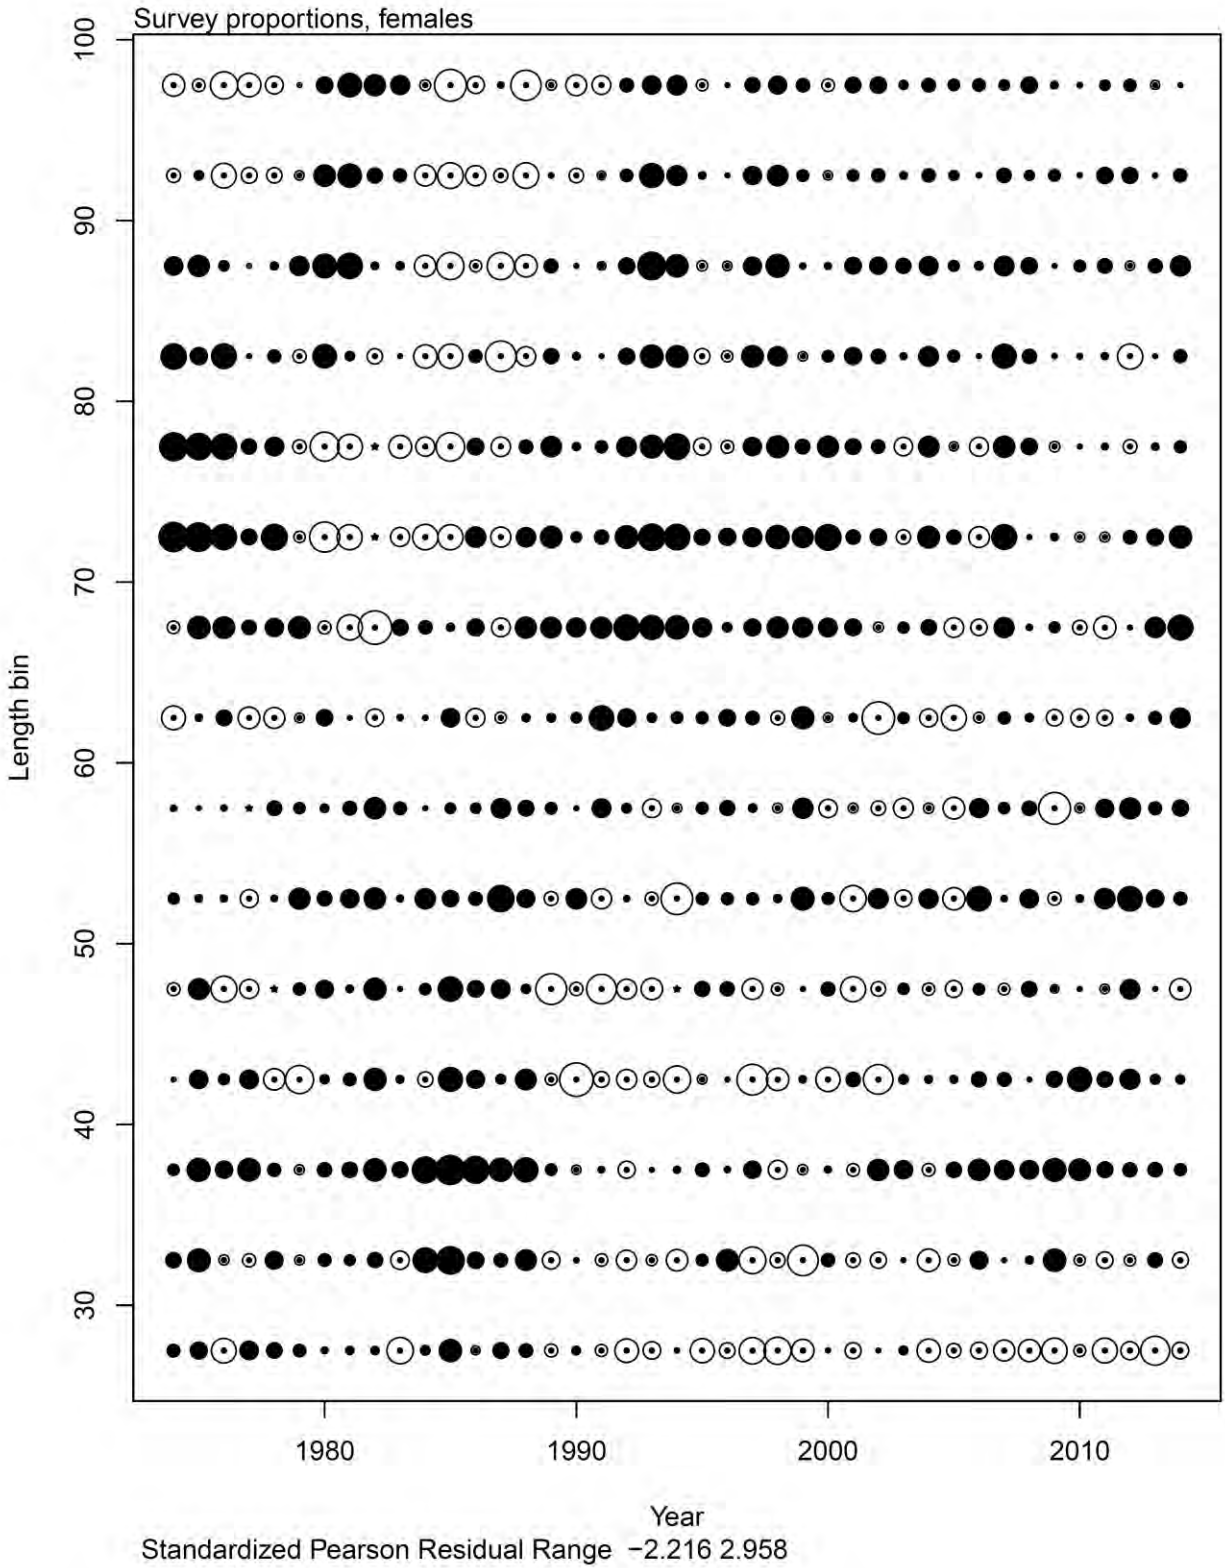 Survey proportions, females
100
90
80
70
60
50
40
30
Length bin
1980 1990 2000 2010
Year
Standardized Pearson Residual Range −2.216 2.958